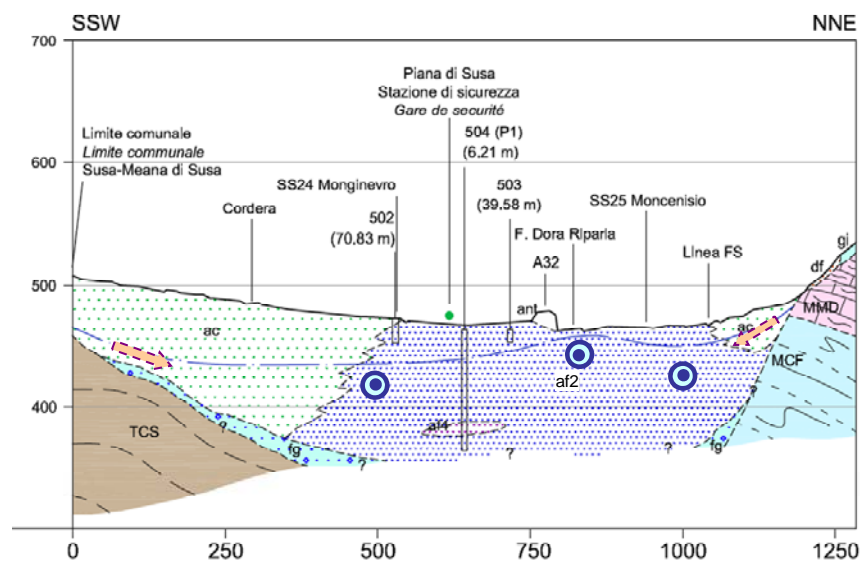 SSW
NNE
700
600
500
400
Piana di Susa
Stazione di sicurezza
Gare de securité
504 (P1)
(6.21 m)
Limite comunale
Limite communale
Susa-Meana di Susa
SS24 Monginevro
503
(39.58 m)
SS25 Moncenisio
Cordera
502
(70.83 m)
F. Dora Riparia
A32
Linea FS
gi
df
ant
MMD
ac
ac
MCF
af2
?
TCS
?
af4
fg
?
?
?
fg
0
250
500
750
1000
1250